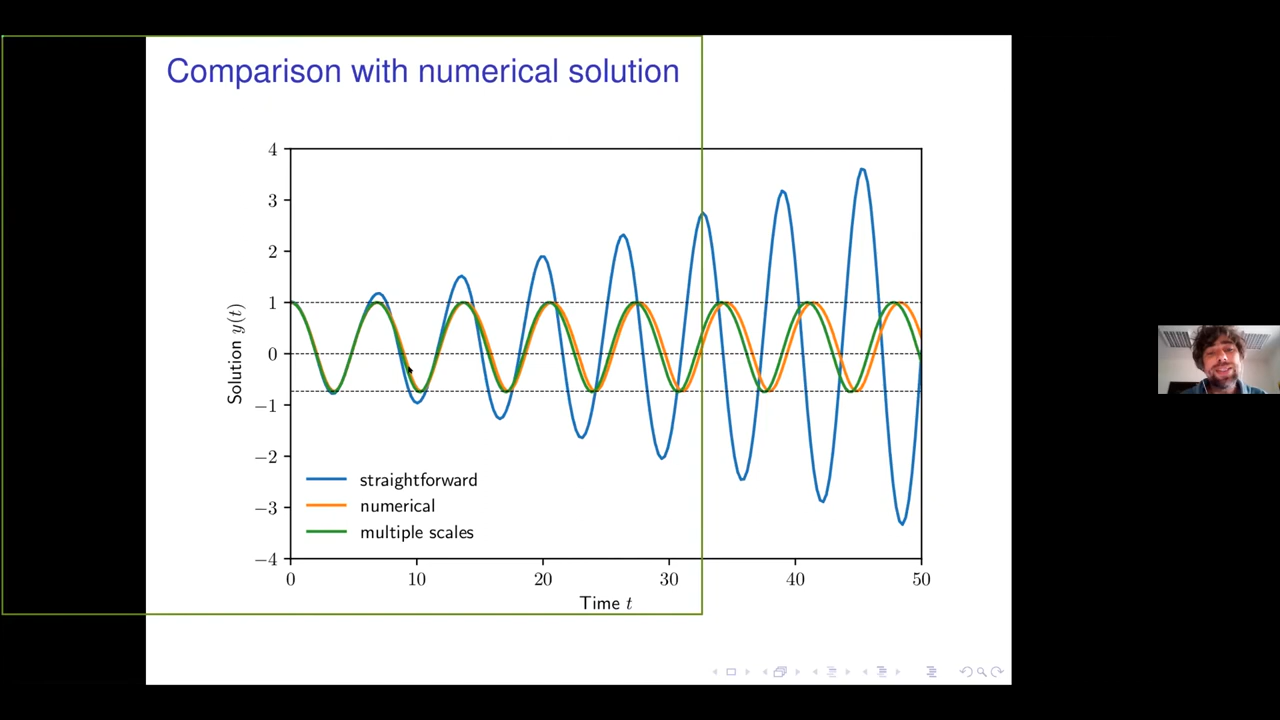 Comparison with numerical solution
4
3
2
1
0
−1
−2
−3
−4
Solution y(t)
straightforward
numerical
multiple scales
0 10 20 30 40 50
Time t